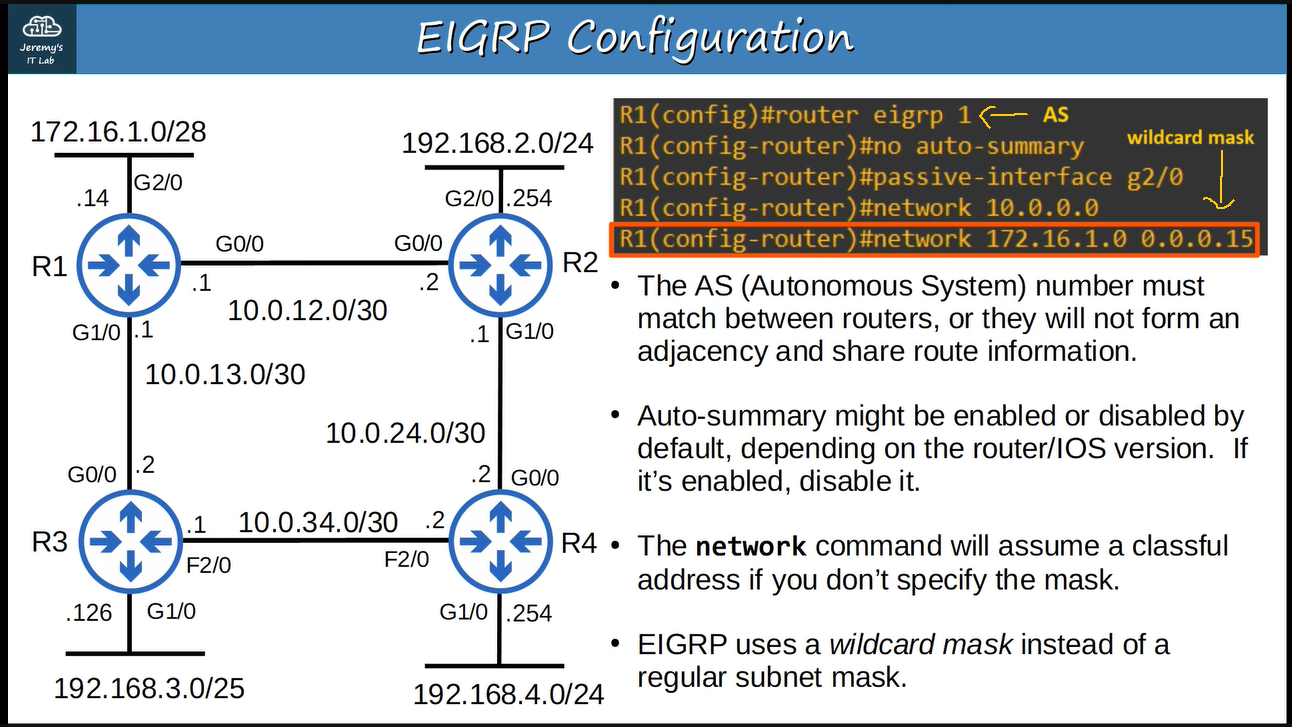 Jeremy's
IT Lab
EIGRP Configuration
172.16.1.0/28
192.168.2.0/24
G2/0
.14
G2/0
.254
R1
G0/0
G0/0
R2
.1
.2
10.0.12.0/30
G1/0
.1
.1
G1/0
10.0.13.0/30
10.0.24.0/30
G0/0
.2
.2
G0/0
R3
.1
10.0.34.0/30
.2
R4
F2/0
F2/0
.126
G1/0
G1/0
.254
192.168.3.0/25
192.168.4.0/24
R1(config)#router eigrp 1
AS
R1(config-router)#no auto-summary
wildcard mask
R1(config-router)#passive-interface g2/0
R1(config-router)#network 10.0.0.0
R1(config-router)#network 172.16.1.0 0.0.0.15
• The AS (Autonomous System) number must
match between routers, or they will not form an
adjacency and share route information.
• Auto-summary might be enabled or disabled by
default, depending on the router/IOS version. If
it's enabled, disable it.
• The network command will assume a classful
address if you don't specify the mask.
• EIGRP uses a wildcard mask instead of a
regular subnet mask.